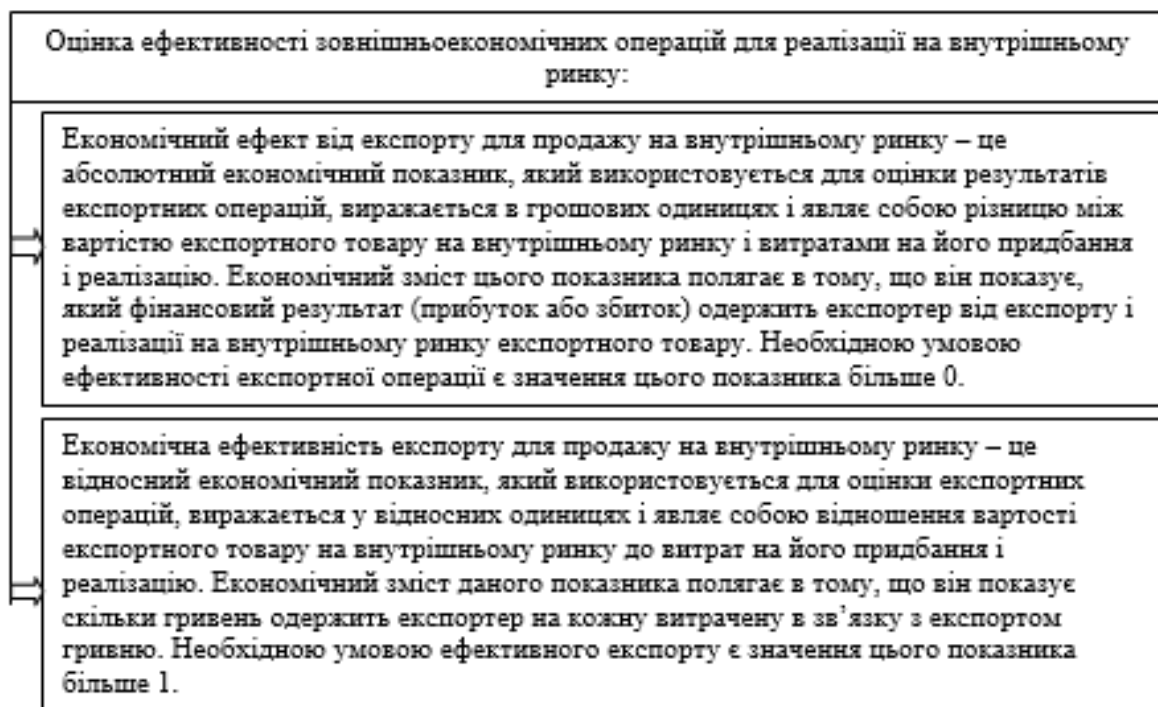 Оцінка ефективності зовнішньоекономічних операцій для реалізації на внутрішньому
ринку:
Економічний ефект від експорту для продажу на внутрішньому ринку – це
абсолютний економічний показник, який використовується для оцінки результатів
експортних операцій, виражається в грошових одиницях і являє собою різницю між
вартістю експортного товару на внутрішньому ринку і витратами на його придбання
і реалізацію. Економічний зміст цього показника полягає в тому, що він показує,
який фінансовий результат (прибуток або збиток) одержить експортер від експорту і
реалізації на внутрішньому ринку експортного товару. Необхідною умовою
ефективності експортної операції є значення цього показника більше 0.
Економічна ефективність експорту для продажу на внутрішньому ринку – це
відносний економічний показник, який використовується для оцінки експортних
операцій, виражається у відносних одиницях і являє собою відношення вартості
експортного товару на внутрішньому ринку до витрат на його придбання і
реалізацію. Економічний зміст даного показника полягає в тому, що він показує
скільки гривень одержить експортер на кожну витрачену в зв’язку з експортом
гривню. Необхідною умовою ефективного експорту є значення цього показника
більше 1.